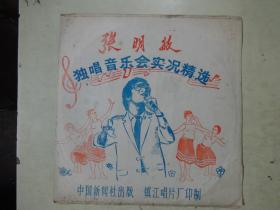 张明敏
独唱音乐会实况精选
中国新闻社出版 镇江唱片厂印制